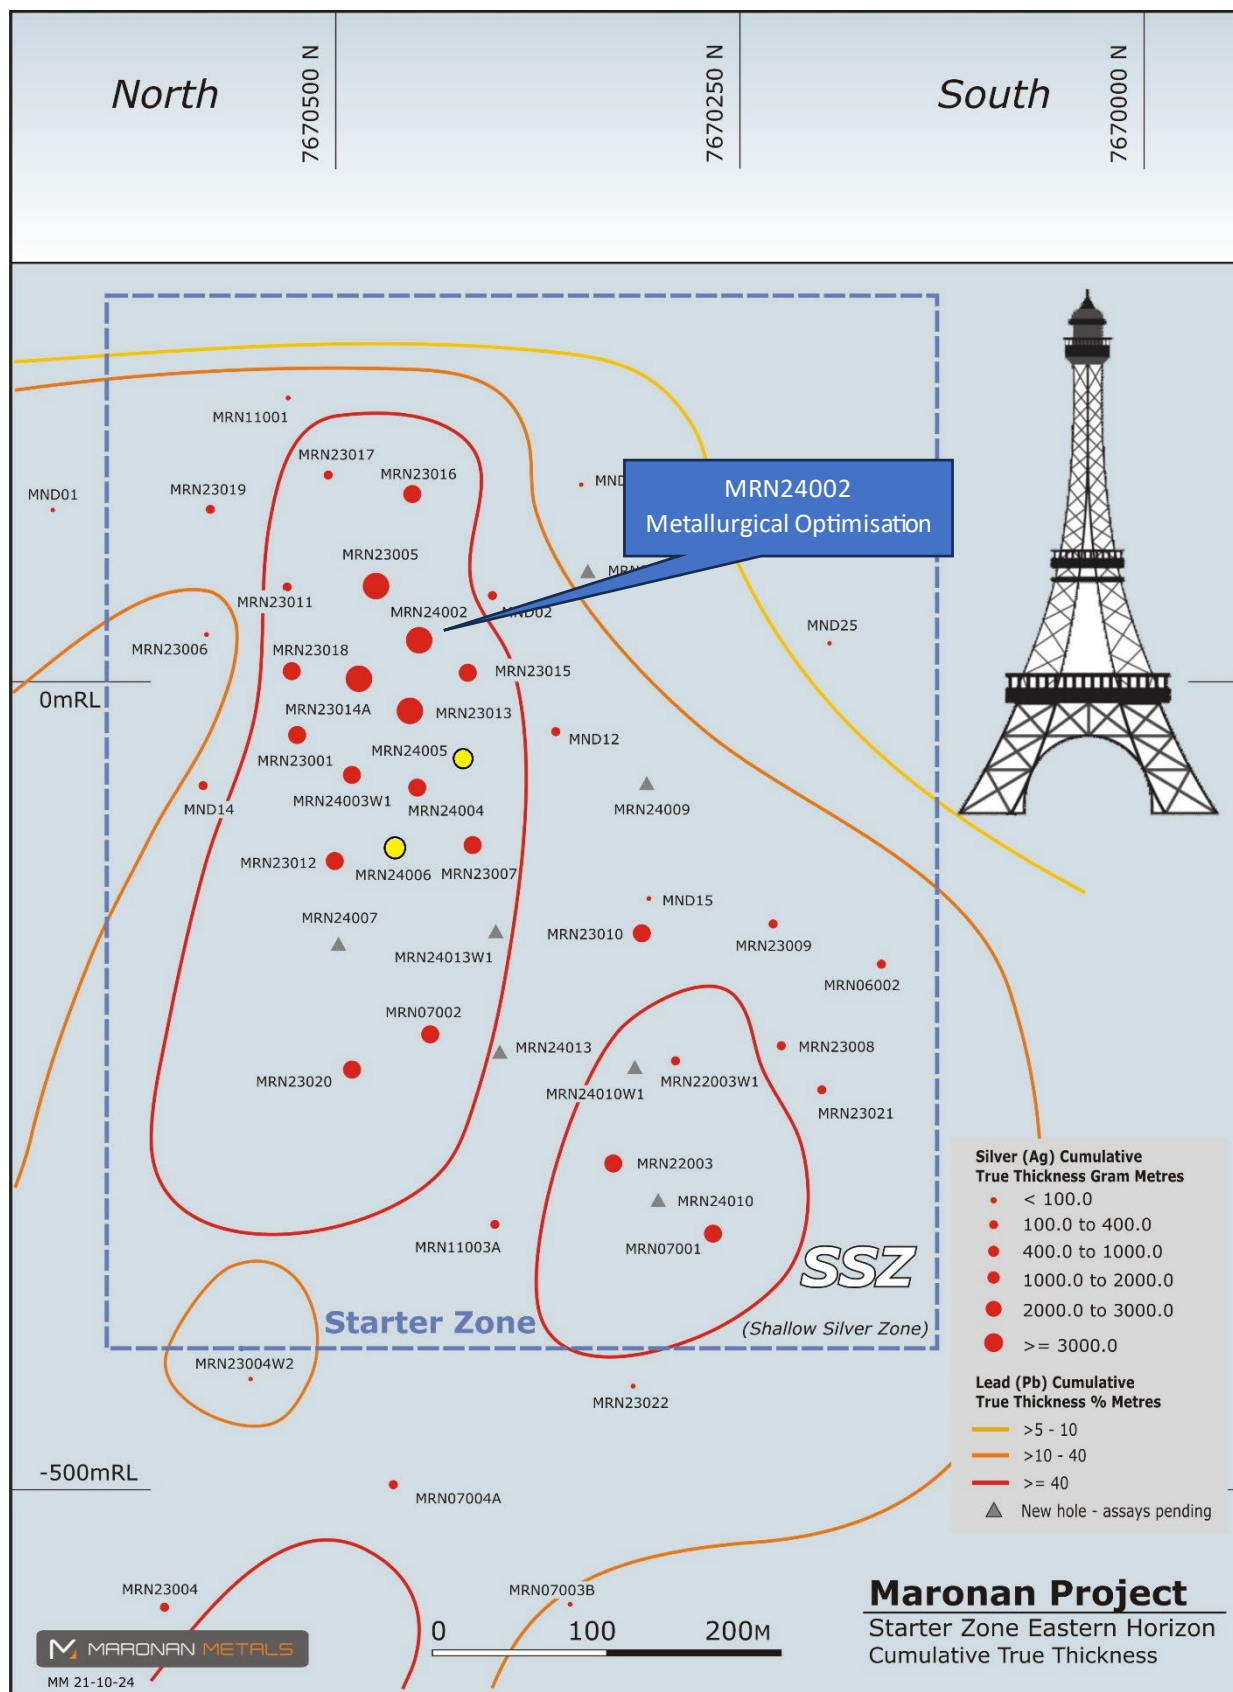 North
7670500 N
7670250 N
South
7670000 N
MRN11001
MRN23017
MRN23016
MND01
MRN23019
MRN24002
Metallurgical Optimisation
MRN23005
MRN23011
MRN24002
MND02
MND25
MRN23006
MRN23018
MRN23015
0mRL
MRN23014A
MRN23013
MRN23001
MRN24005
MND12
MRN24003W1
MND14
MRN24004
MRN24009
MRN23012
MRN24006
MRN23007
MND15
MRN24007
MRN23010
MRN23009
MRN24013W1
MRN06002
MRN07002
MRN24013
MRN23008
MRN23020
MRN24010W1
MRN22003W1
MRN23021
MRN22003
MRN24010
MRN11003A
MRN07001
SSZ
Starter Zone
(Shallow Silver Zone)
MRN23004W2
MRN23022
-500mRL
MRN07004A
MRN23004
MRN07003B
Silver (Ag) Cumulative
True Thickness Gram Metres
< 100.0
100.0 to 400.0
400.0 to 1000.0
1000.0 to 2000.0
2000.0 to 3000.0
>= 3000.0
Lead (Pb) Cumulative
True Thickness % Metres
>5 - 10
>10 - 40
>= 40
New hole - assays pending
MARONAN METALS
MM 21-10-24
0 100 200M
Maronan Project
Starter Zone Eastern Horizon
Cumulative True Thickness